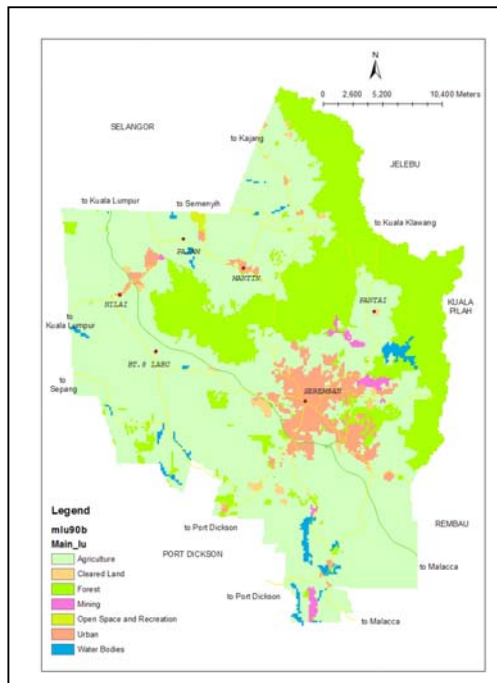 N
0 2,600 5,200 10,400 Meters
SELANGOR
to Kajang
JELEBU
to Kuala Lumpur
to Semenyih
to Kuala Klawang
PAJAM
MANTIN
NILAI
PANTAI
KUALA
PILAH
to
Kuala Lumpur
BT.8 LABU
to
Sepang
SEREMBAN
Legend
mlu90b
Main_lu
Agriculture
Cleared Land
Forest
Mining
Open Space and Recreation
Urban
Water Bodies
to Port Dickson
PORT DICKSON
REMBAU
to Malacca
to Port Dickson
to Malacca